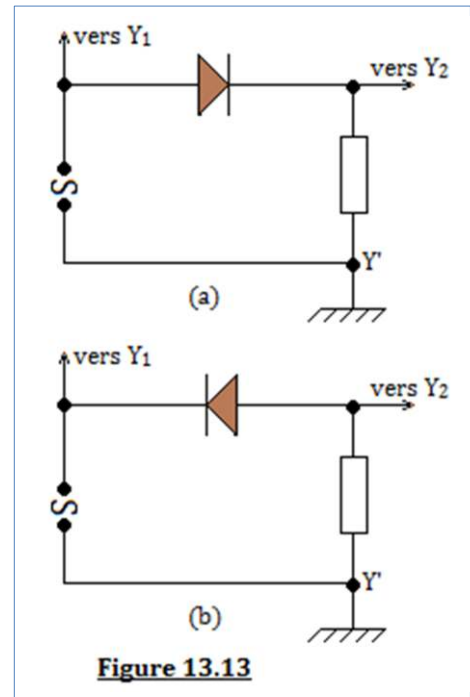 vers Y₁
vers Y₂
S
Y'
(a)
vers Y₁
vers Y₂
S
Y'
(b)
Figure 13.13